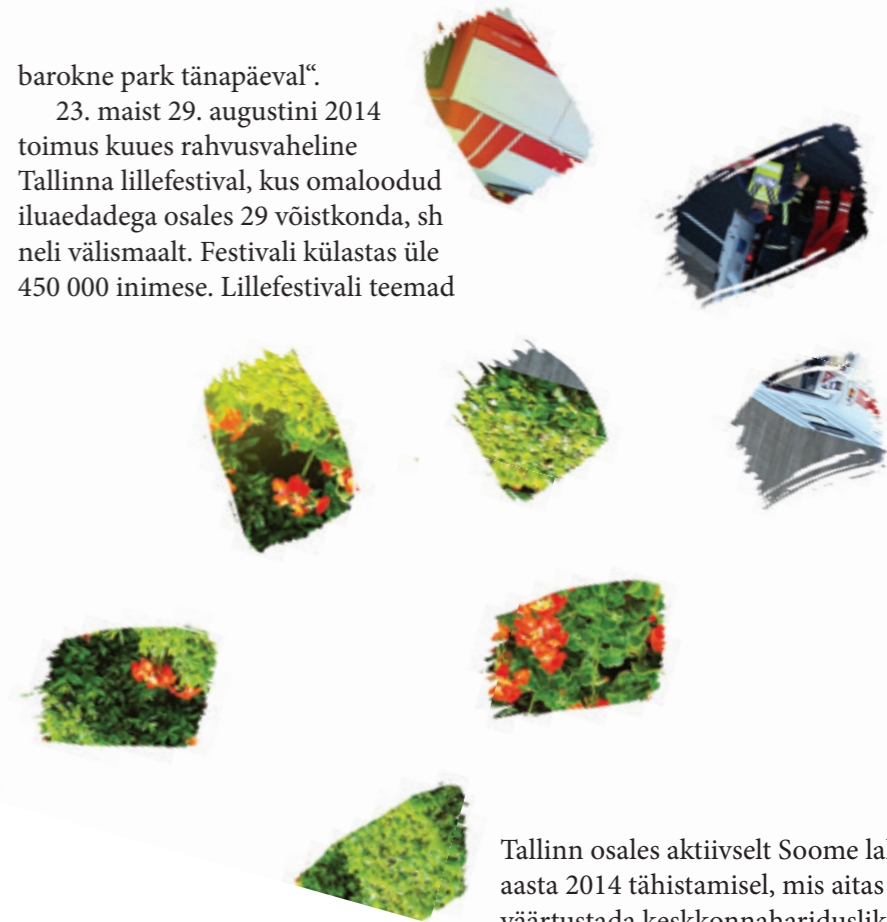 barokne park tänapäeval“.
23. maist 29. augustini 2014
toimus kuues rahvusvaheline
Tallinna lillefestival, kus omaloodud
iluaedadega osales 29 võistkonda, sh
neli välismaalt. Festivali külastas üle
450 000 inimese. Lillefestivali teemad
Tallinn osales aktiivselt Soome
aasta 2014 tähistamisel, mis aitas
väärtustada